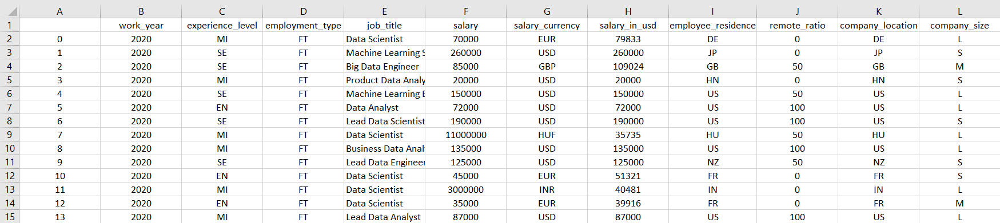 A B C D E F G H I J K L
1 work_year experience_level employment_type job_title salary salary_currency salary_in_usd employee_residence remote_ratio company_location company_size
2 0 2020 MI FT Data Scientist 70000 EUR 79833 DE 0 DE L
3 1 2020 SE FT Machine Learning S 260000 USD 260000 JP 0 JP S
4 2 2020 SE FT Big Data Engineer 85000 GBP 109024 GB 50 GB M
5 3 2020 MI FT Product Data Analy 20000 USD 20000 HN 0 HN S
6 4 2020 SE FT Machine Learning E 150000 USD 150000 US 50 US L
7 5 2020 EN FT Data Analyst 72000 USD 72000 US 100 US L
8 6 2020 SE FT Lead Data Scientist 190000 USD 190000 US 100 US S
9 7 2020 MI FT Data Scientist 11000000 HUF 35735 HU 50 HU L
10 8 2020 MI FT Business Data Anal 135000 USD 135000 US 100 US L
11 9 2020 SE FT Lead Data Engineer 125000 USD 125000 NZ 50 NZ S
12 10 2020 EN FT Data Scientist 45000 EUR 51321 FR 0 FR S
13 11 2020 MI FT Data Scientist 3000000 INR 40481 IN 0 IN L
14 12 2020 EN FT Data Scientist 35000 EUR 39916 FR 0 FR M
15 13 2020 MI FT Lead Data Analyst 87000 USD 87000 US 100 US L